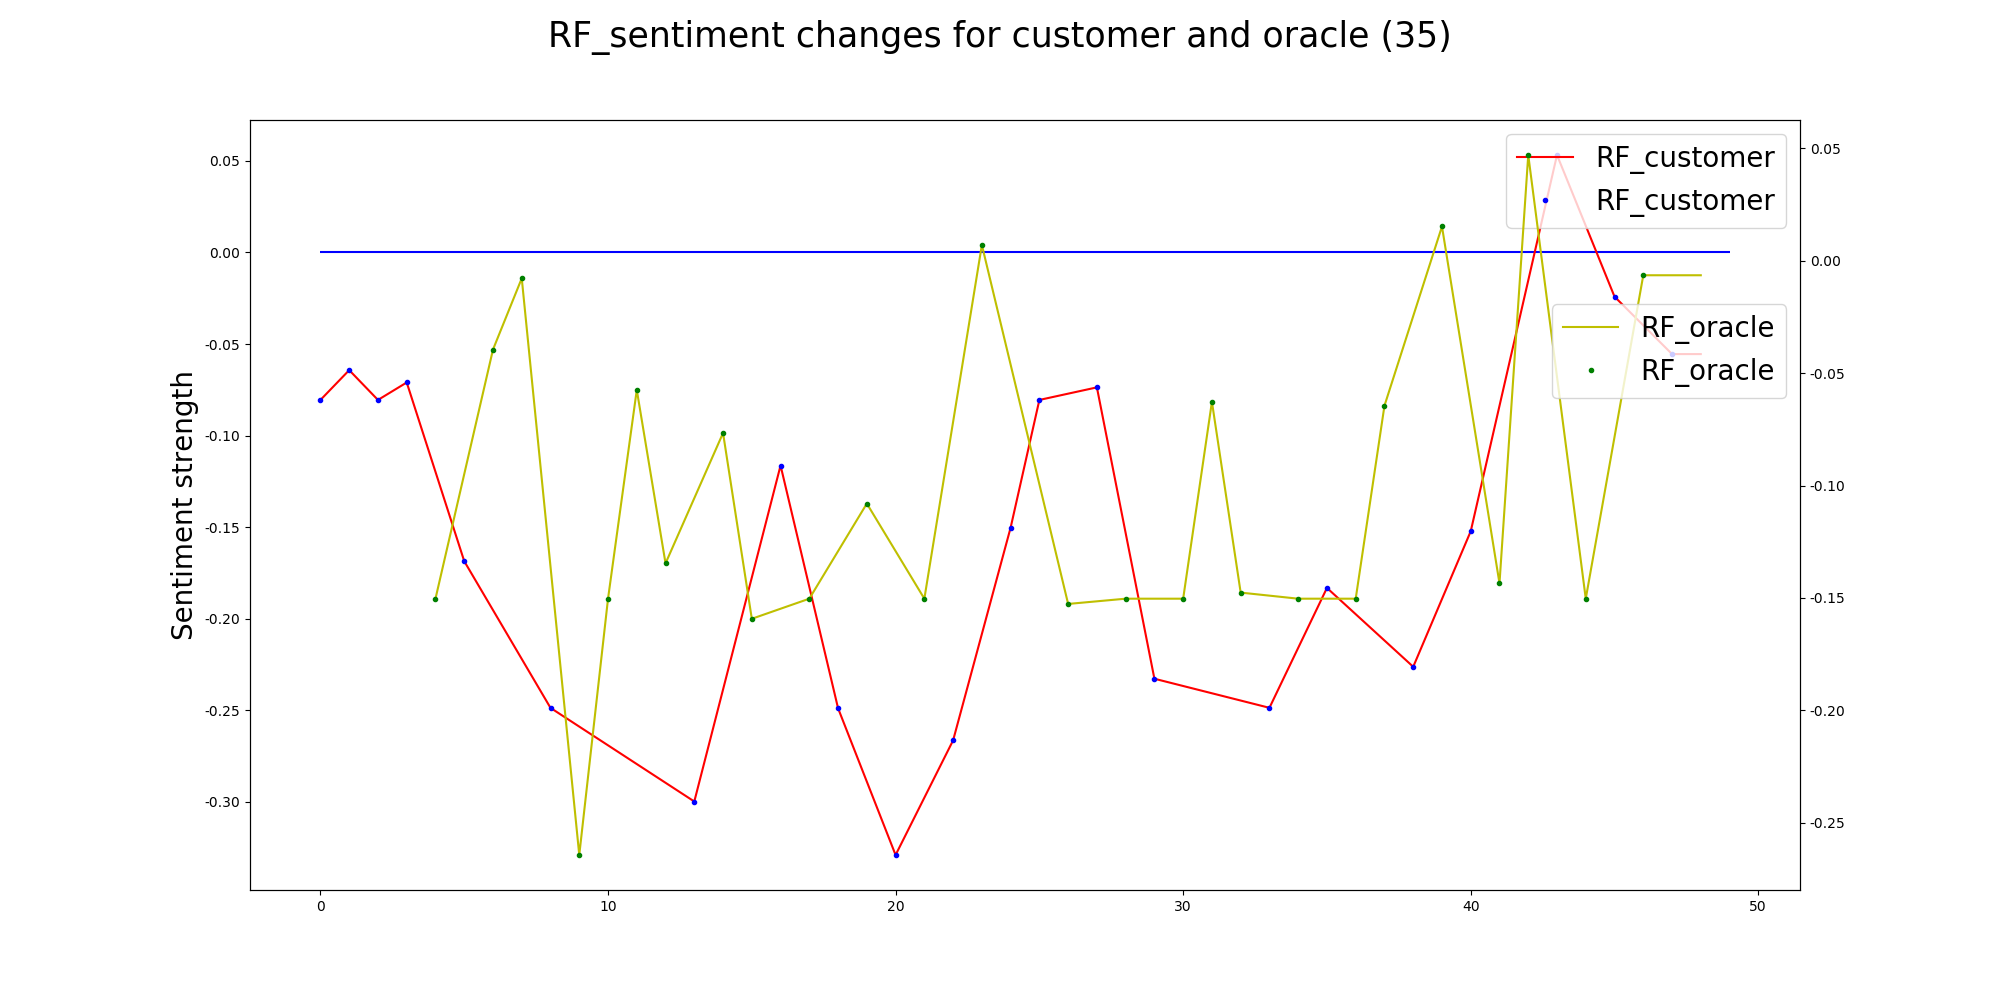 RF_sentiment changes for customer and oracle (35)
RF_customer
RF_customer
RF_oracle
RF_oracle
Sentiment strength
0.05
0.00
-0.05
-0.10
-0.15
-0.20
-0.25
-0.30
0.05
0.00
-0.05
-0.10
-0.15
-0.20
-0.25
0 10 20 30 40 50